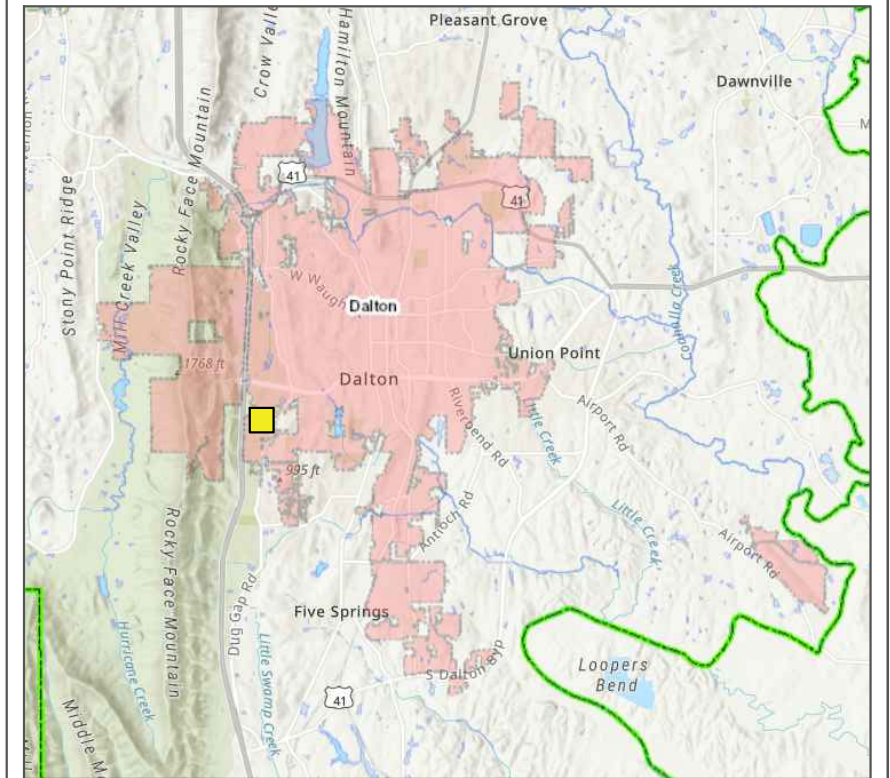 Pleasant Grove
Crow Valle
Hamilton Mountain
Dawnville
Rocky Face Mountain
41
41
Stony Point Ridge
Mill Creek Valley
W Waugh
Dalton
Coahulla Creek
Union Point
1768 ft
Dalton
Riverbend Rd
Little Creek
Airport Rd
995 ft
Antioch Rd
Little Creek
Airport Rd
Rocky Face Mountain
Dug Gap Rd
Five Springs
Hurricane Creek
Little Swamp Creek
S Dalton Byp
Loopers
Bend
41
Middle Mo